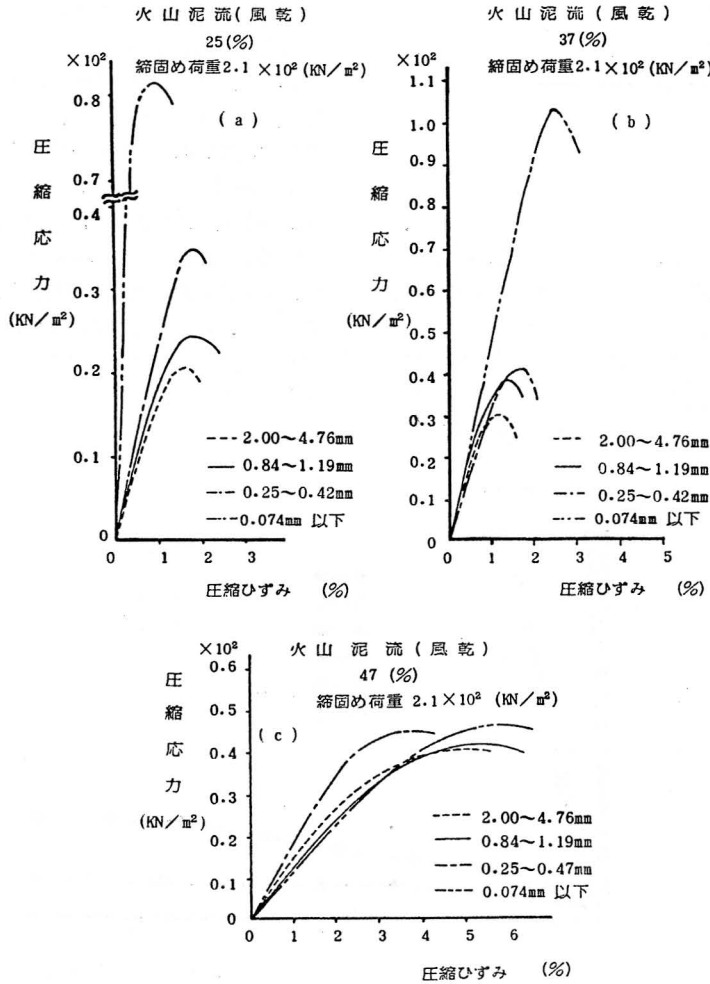 火山泥流(風乾)
25(%)
締固め荷重2.1×10²(KN/m²)
×10²
(a)
0.8
0.7
0.4
0.3
0.2
0.1
0
圧縮応力
(KN/m²)
2.00~4.76mm
0.84~1.19mm
0.25~0.42mm
0.074mm 以下
0 1 2 3
圧縮ひずみ (%)
火山泥流(風乾)
37(%)
締固め荷重2.1×10²(KN/m²)
×10²
(b)
1.1
1.0
0.9
0.8
0.7
0.6
0.5
0.4
0.3
0.2
0.1
0
圧縮応力
(KN/m²)
2.00~4.76mm
0.84~1.19mm
0.25~0.42mm
0.074mm 以下
0 1 2 3 4 5
圧縮ひずみ (%)
火山泥流(風乾)
47 (%)
締固め荷重 2.1×10² (KN/m²)
×10²
(c)
0.6
0.5
0.4
0.3
0.2
0.1
0
圧縮応力
(KN/m²)
2.00~4.76mm
0.84~1.19mm
0.25~0.47mm
0.074mm 以下
0 1 2 3 4 5 6
圧縮ひずみ (%)